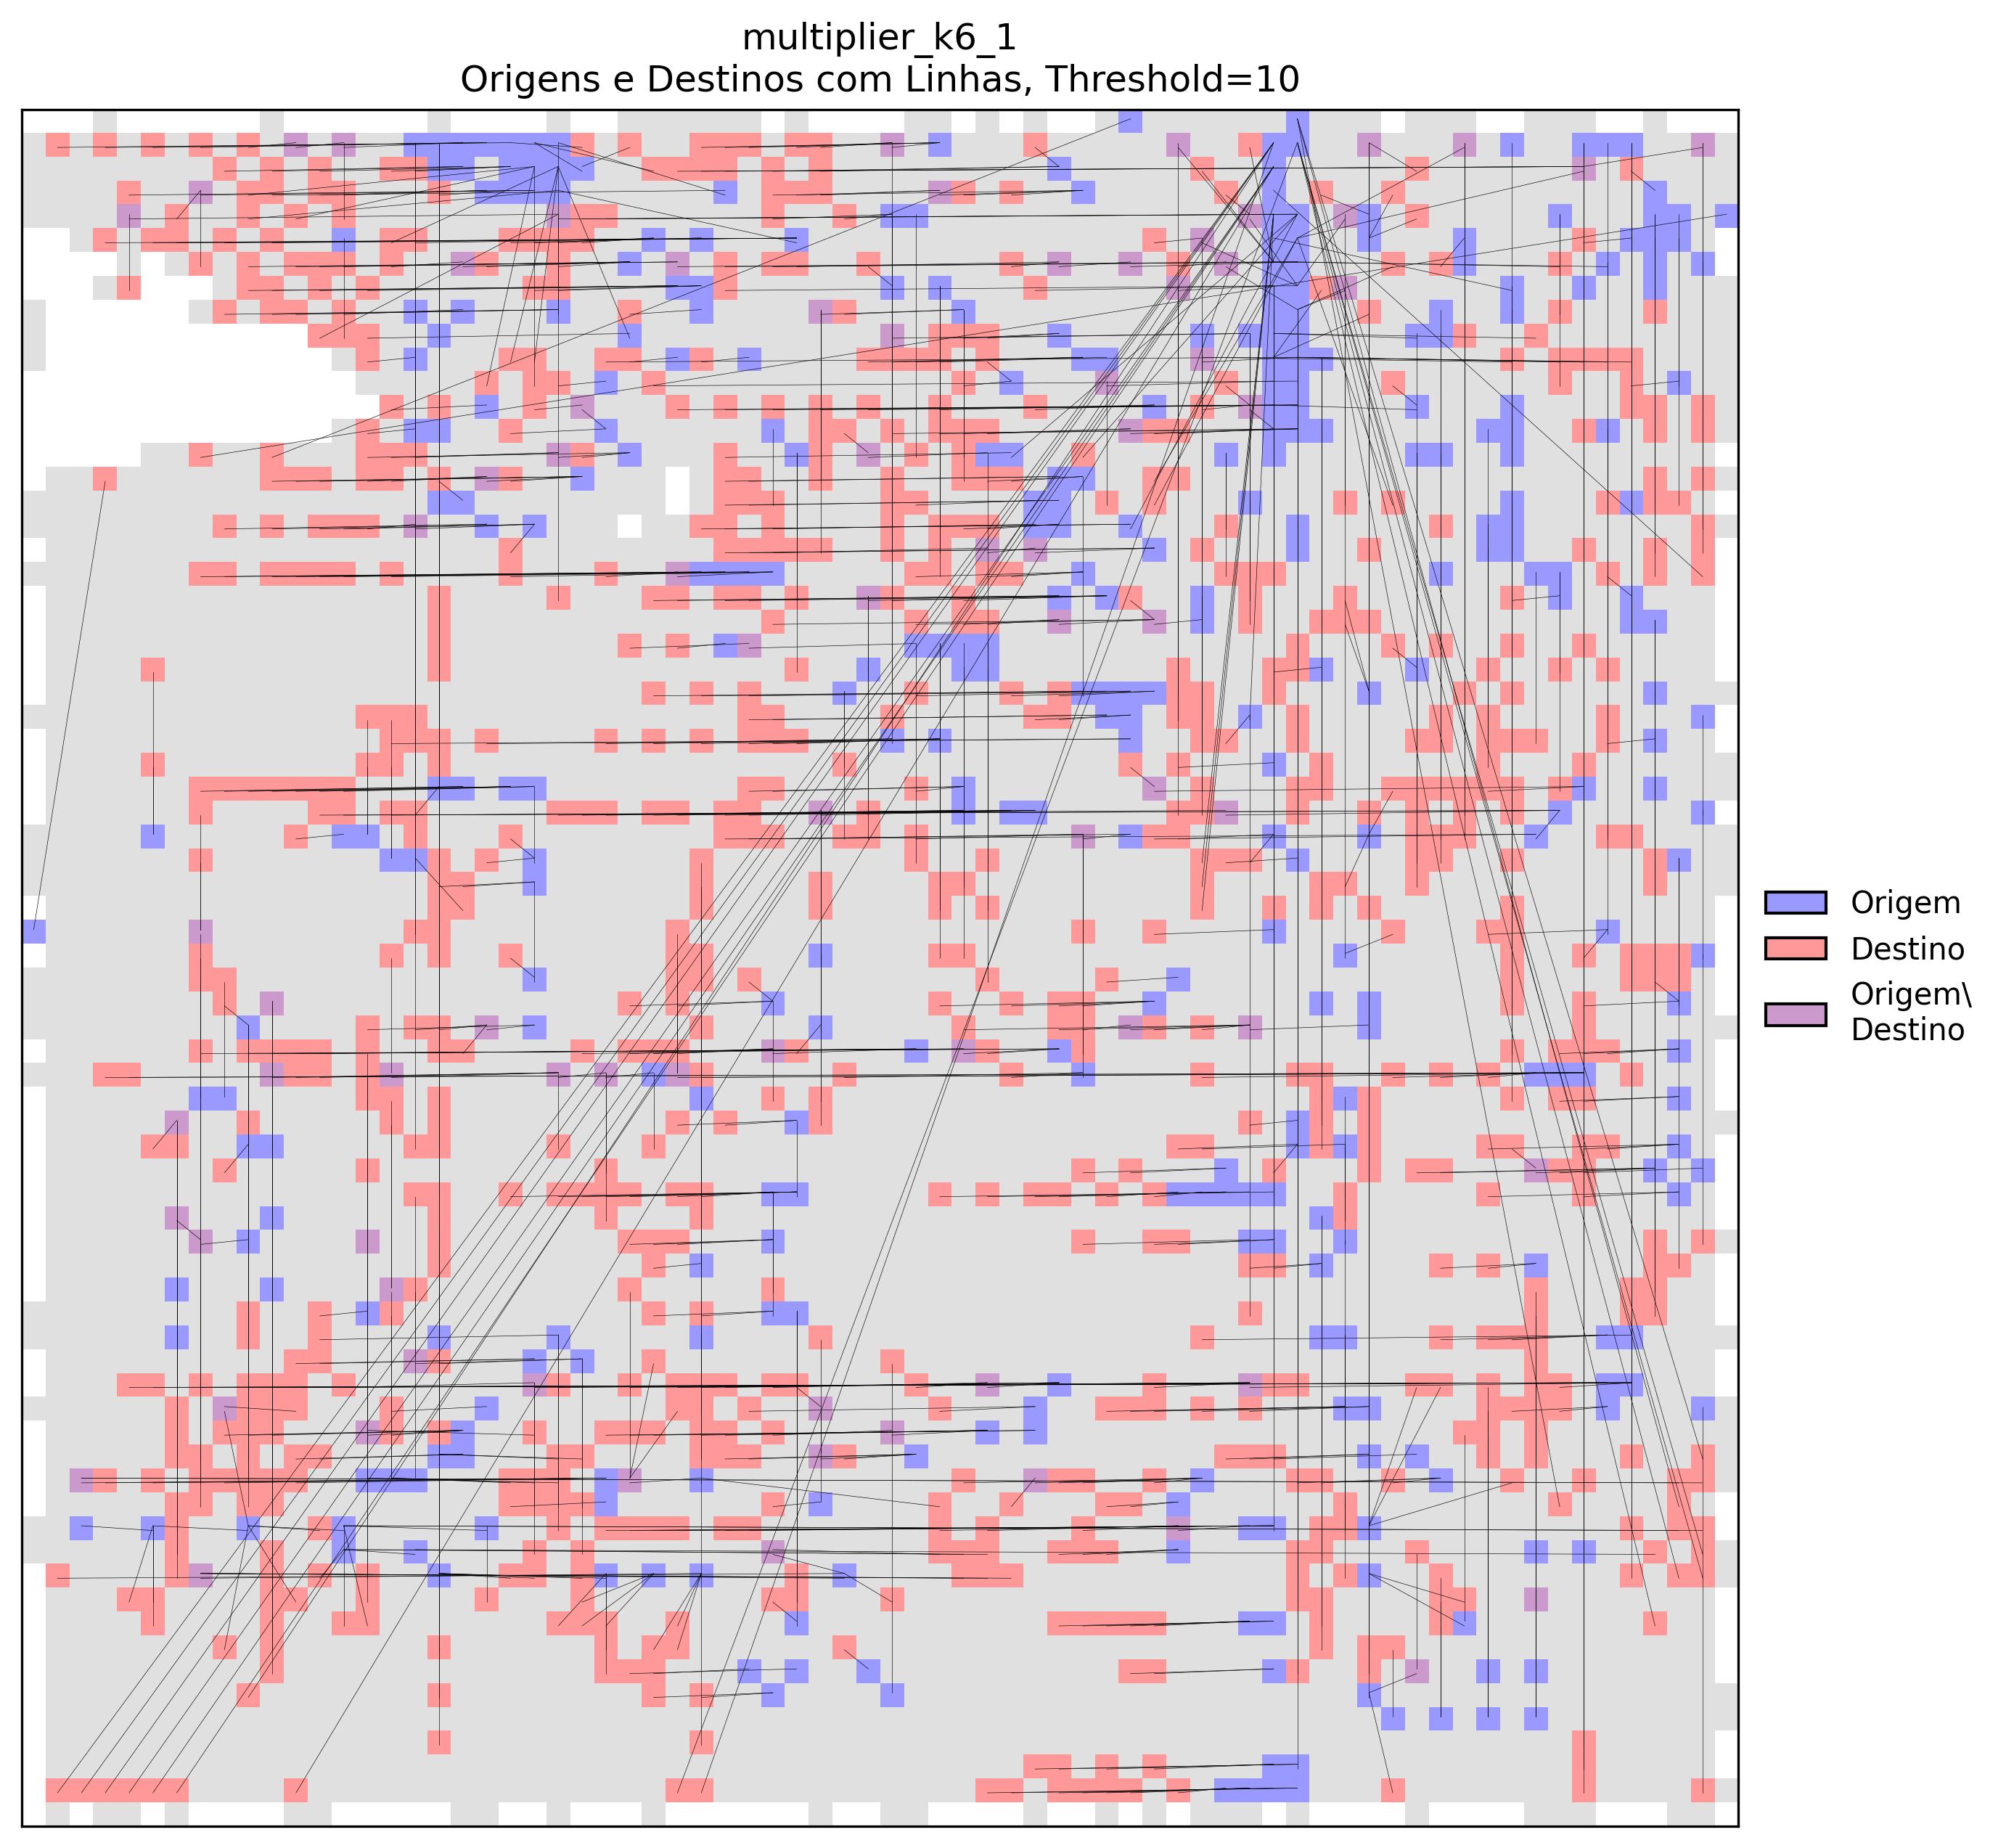 multiplier_k6_1
Origens e Destinos com Linhas, Threshold=10
Origem
Destino
Origem\
Destino